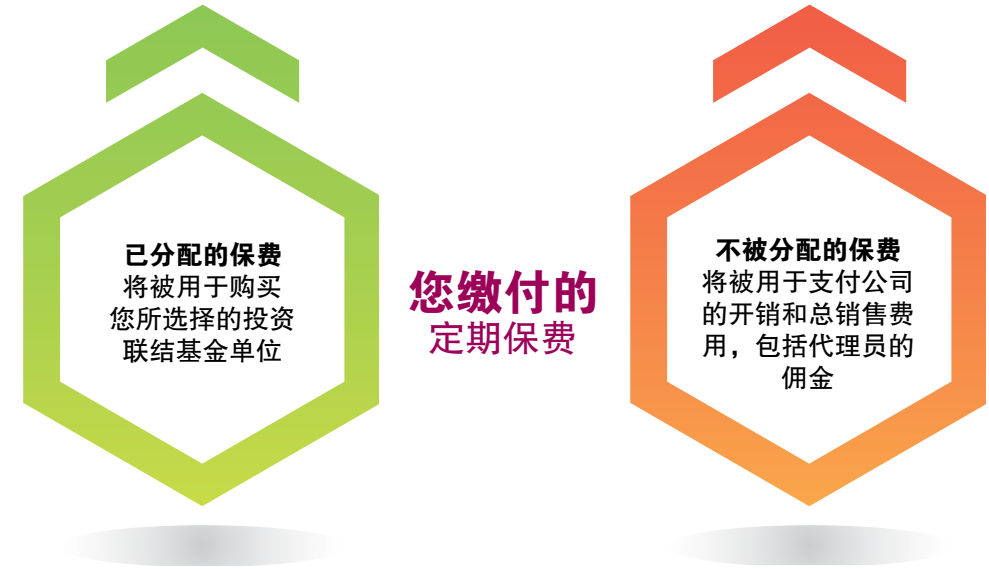 已分配的保费
将被用于购买
您所选择的投资
联结基金单位
您缴付的
定期保费
不被分配的保费
将被用于支付公司
的开销和总销售费
用，包括代理员的
佣金